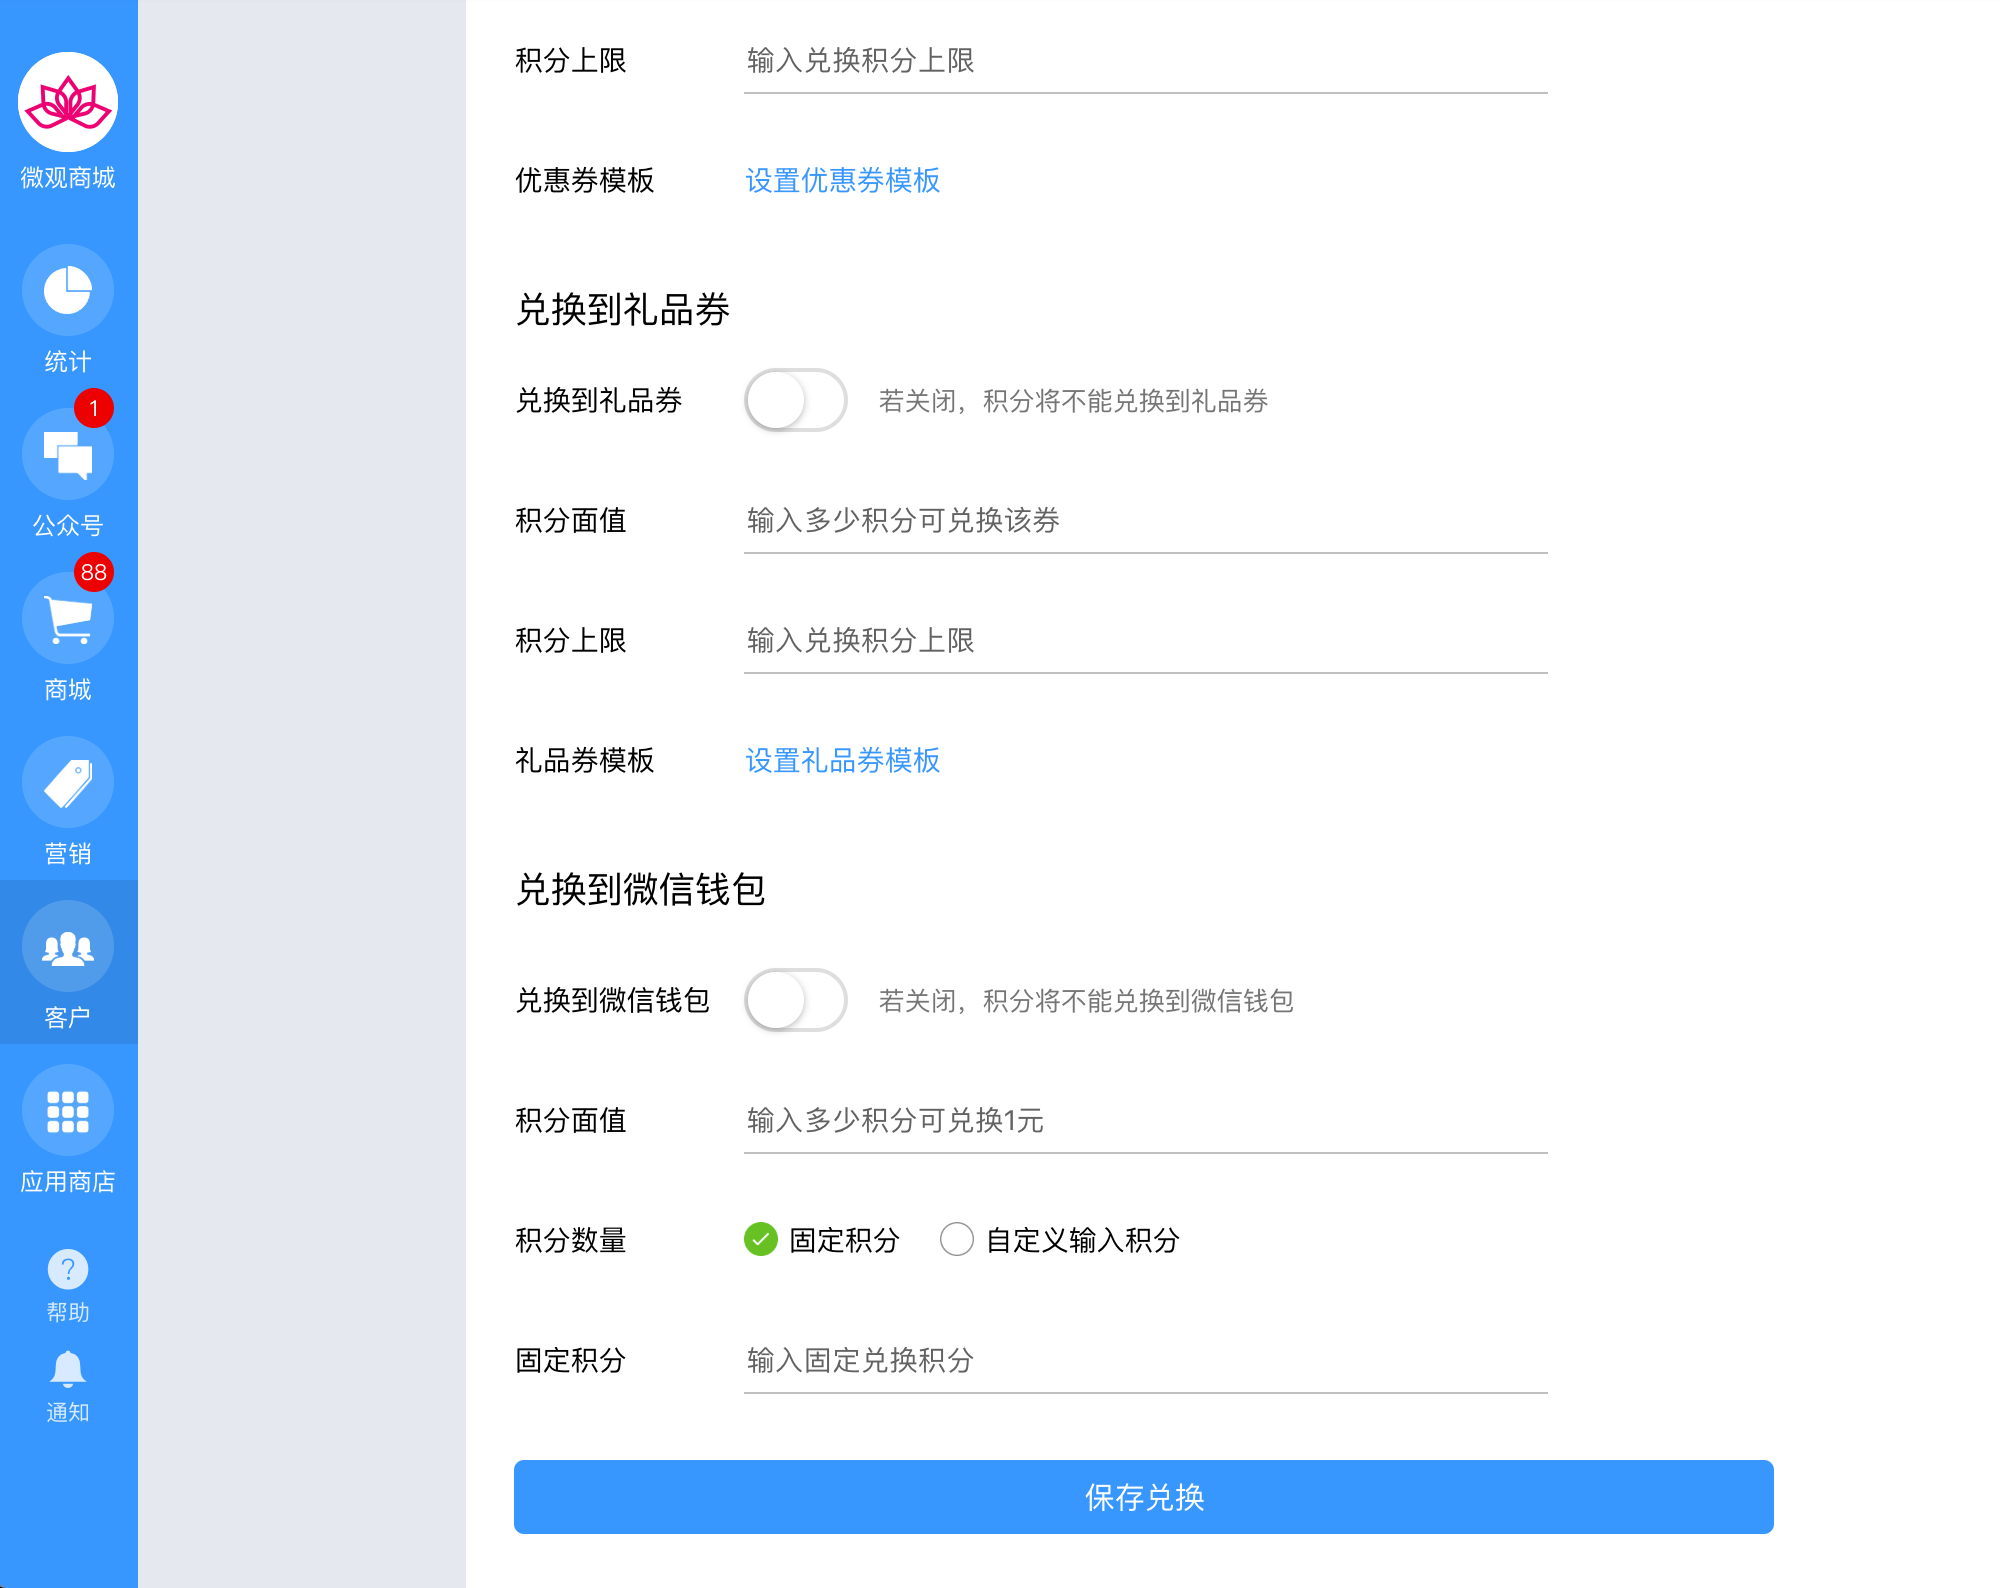 微观商城
统计
1
公众号
88
商城
营销
客户
应用商店
?
帮助
通知
积分上限 输入兑换积分上限
优惠券模板 设置优惠券模板
兑换到礼品券
兑换到礼品券 若关闭，积分将不能兑换到礼品券
积分面值 输入多少积分可兑换该券
积分上限 输入兑换积分上限
礼品券模板 设置礼品券模板
兑换到微信钱包
兑换到微信钱包 若关闭，积分将不能兑换到微信钱包
积分面值 输入多少积分可兑换1元
积分数量 固定积分 自定义输入积分
固定积分 输入固定兑换积分
保存兑换